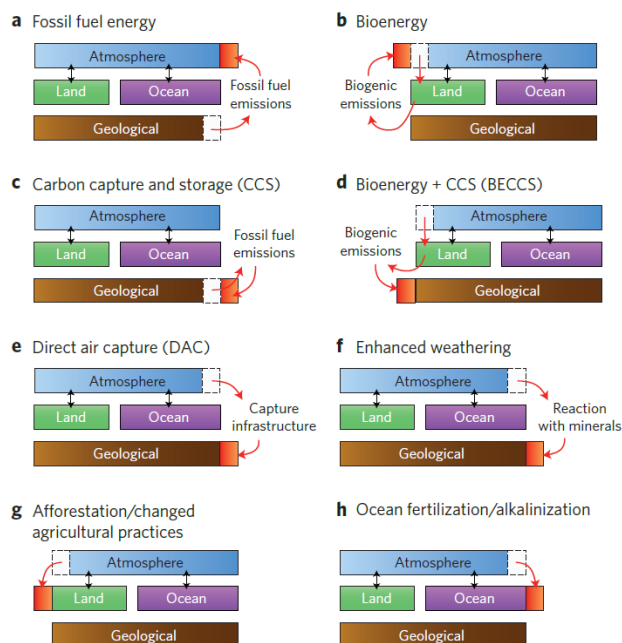 a Fossil fuel energy
Atmosphere
Land
Ocean
Fossil fuel
emissions
Geological
b Bioenergy
Atmosphere
Biogenic
emissions
Land
Ocean
Geological
c Carbon capture and storage (CCS)
Atmosphere
Land
Ocean
Fossil fuel
emissions
Geological
d Bioenergy + CCS (BECCS)
Atmosphere
Biogenic
emissions
Land
Ocean
Geological
e Direct air capture (DAC)
Atmosphere
Land
Ocean
Capture
infrastructure
Geological
f Enhanced weathering
Atmosphere
Land
Ocean
Reaction
with minerals
Geological
g Afforestation/changed
agricultural practices
Atmosphere
Land
Ocean
Geological
h Ocean fertilization/alkalinization
Atmosphere
Land
Ocean
Geological